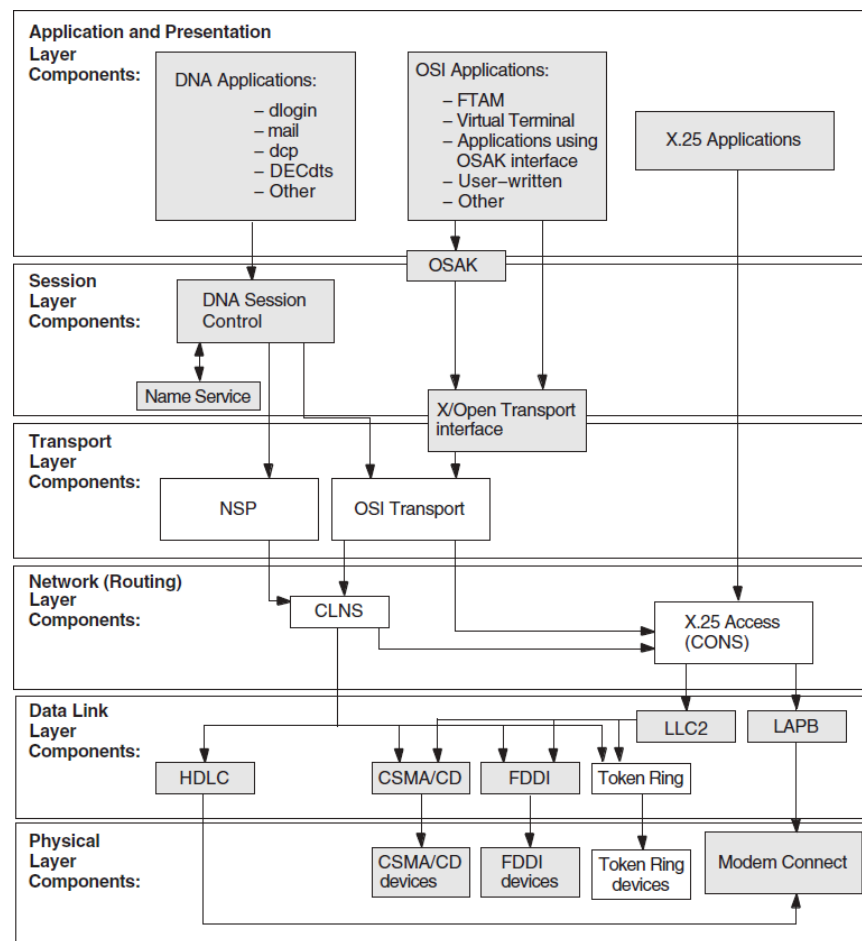 Application and Presentation
Layer
Components:
DNA Applications:
– dlogin
– mail
– dcp
– DECdts
– Other
OSI Applications:
– FTAM
– Virtual Terminal
– Applications using
OSAK interface
– User–written
– Other
X.25 Applications
OSAK
Session
Layer
Components:
DNA Session
Control
Name Service
X/Open Transport
interface
Transport
Layer
Components:
NSP
OSI Transport
Network (Routing)
Layer
Components:
CLNS
X.25 Access
(CONS)
Data Link
Layer
Components:
LLC2
LAPB
HDLC
CSMA/CD
FDDI
Token Ring
Physical
Layer
Components:
CSMA/CD
devices
FDDI
devices
Token Ring
devices
Modem Connect